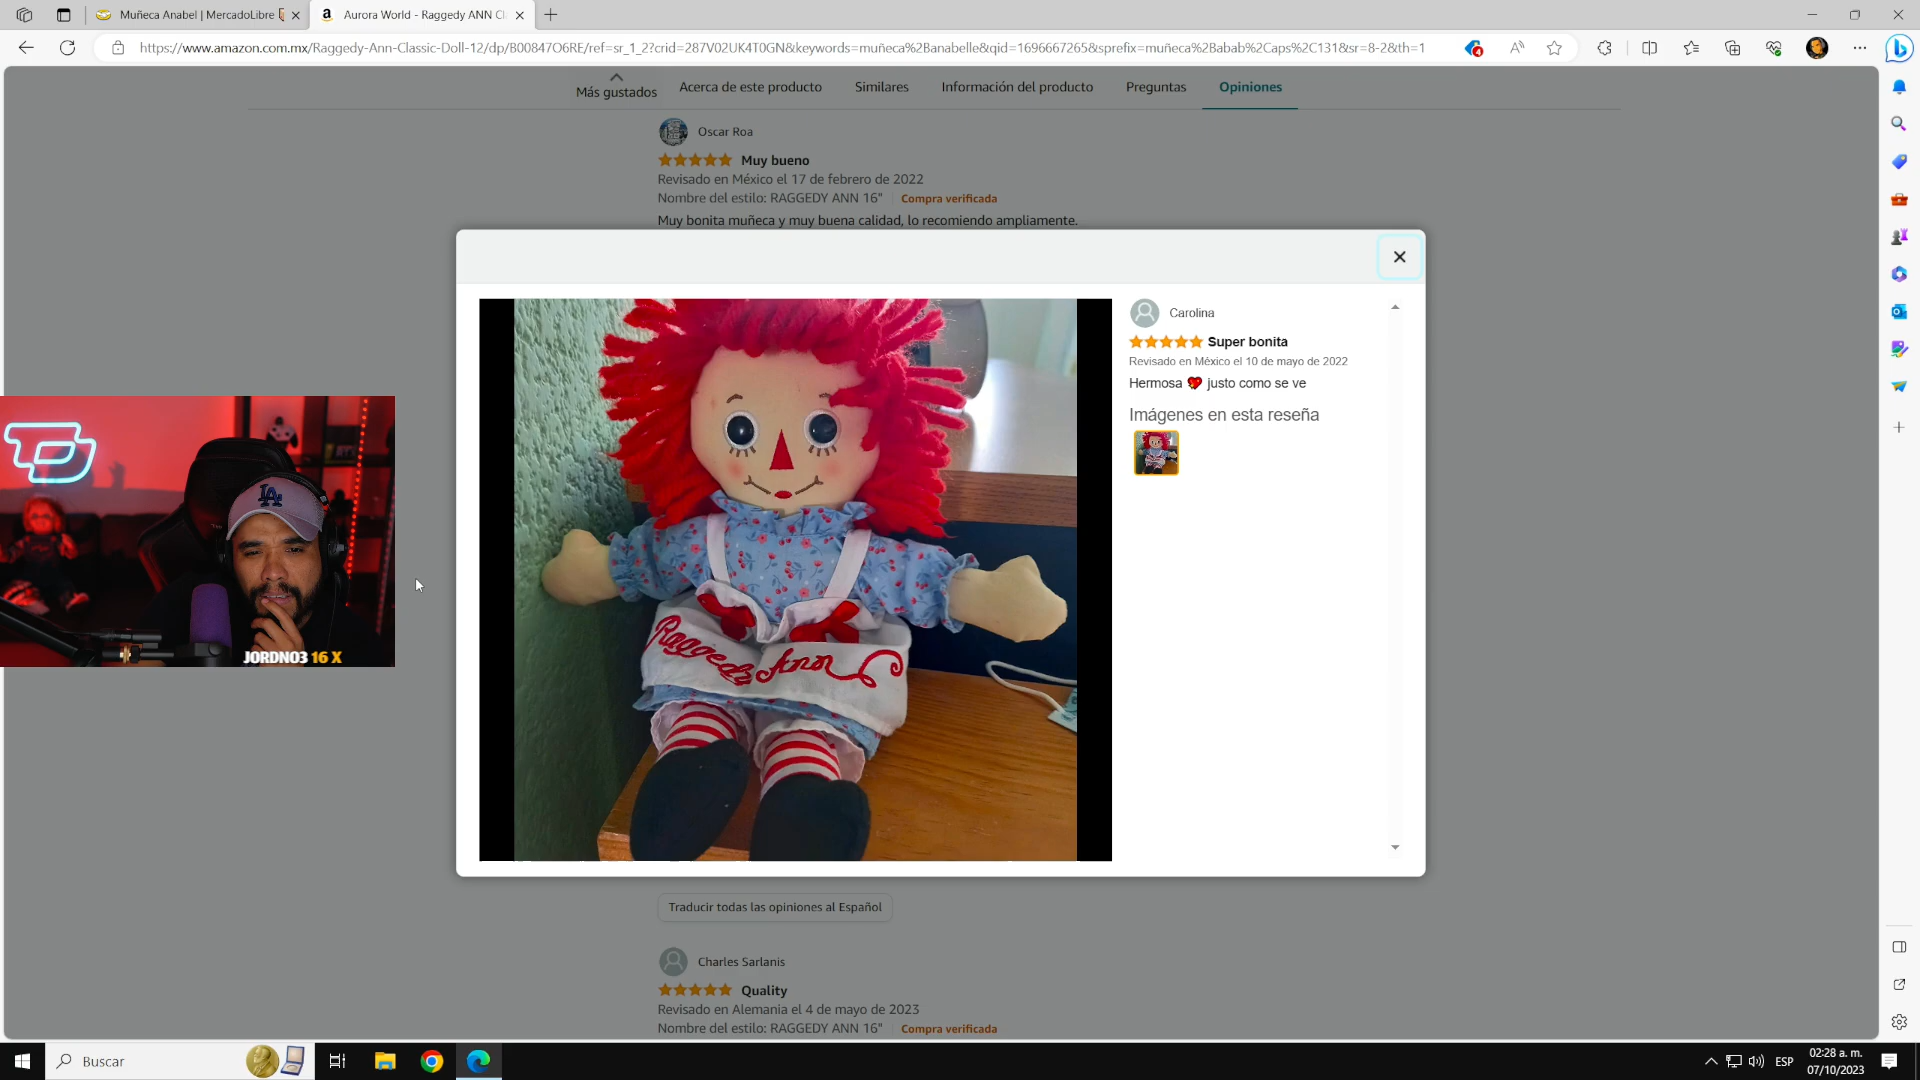 Muñeca Anabel | MercadoLibre
Aurora World - Raggedy ANN Cl
https://www.amazon.com.mx/Raggedy-Ann-Classic-Doll-12/dp/B00847O6RE/ref=sr_1_2?crid=287V02UK4T0GN&keywords=muñeca%2Banabelle&qid=1696667265&sprefix=muñeca%2Babab%2Caps%2C131&sr=8-2&th=1
4
Más gustados
Acerca de este producto
Similares
Información del producto
Preguntas
Opiniones
Oscar Roa
Muy bueno
Revisado en México el 17 de febrero de 2022
Nombre del estilo: RAGGEDY ANN 16" | Compra verificada
Muy bonita muñeca y muy buena calidad, lo recomiendo ampliamente.
Carolina
Super bonita
Revisado en México el 10 de mayo de 2022
Hermosa 💖 justo como se ve
Imágenes en esta reseña
Raggedy Ann
LA
JORDNO3 16 X
Traducir todas las opiniones al Español
Charles Sarlanis
Quality
Revisado en Alemania el 4 de mayo de 2023
Nombre del estilo: RAGGEDY ANN 16" | Compra verificada
Buscar
ESP
02:28 a. m.
07/10/2023